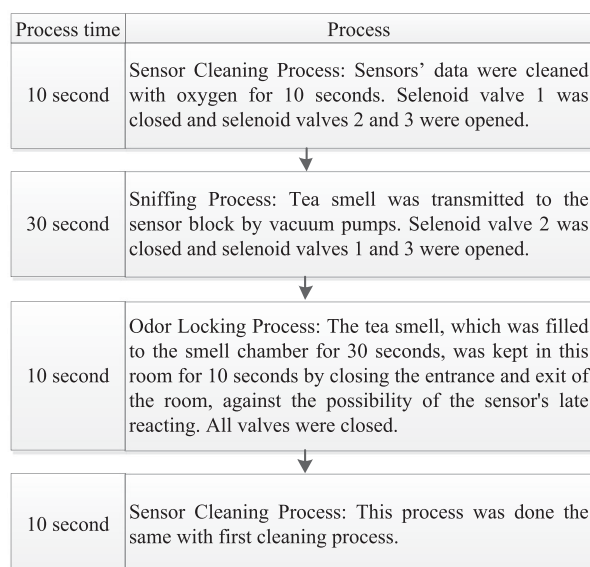 Process time Process
10 second
Sensor Cleaning Process: Sensors' data were cleaned
with oxygen for 10 seconds. Selenoid valve 1 was
closed and selenoid valves 2 and 3 were opened.
30 second
Sniffing Process: Tea smell was transmitted to the
sensor block by vacuum pumps. Selenoid valve 2 was
closed and selenoid valves 1 and 3 were opened.
10 second
Odor Locking Process: The tea smell, which was filled
to the smell chamber for 30 seconds, was kept in this
room for 10 seconds by closing the entrance and exit of
the room, against the possibility of the sensor's late
reacting. All valves were closed.
10 second
Sensor Cleaning Process: This process was done the
same with first cleaning process.